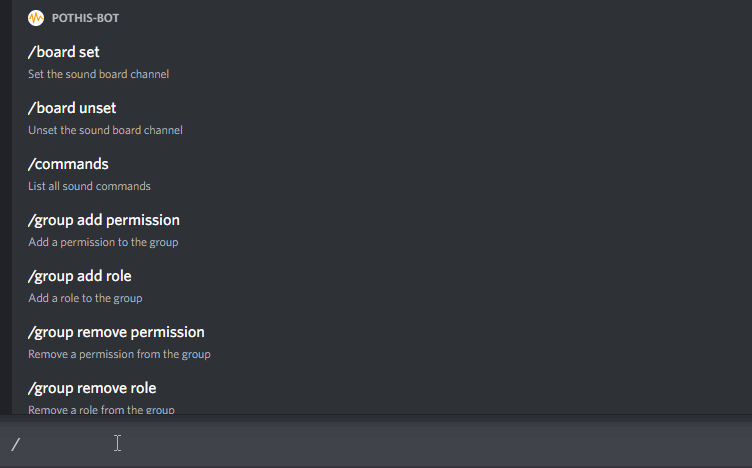 POTHIS-BOT
/board set
Set the sound board channel
/board unset
Unset the sound board channel
/commands
List all sound commands
/group add permission
Add a permission to the group
/group add role
Add a role to the group
/group remove permission
Remove a permission from the group
/group remove role
Remove a role from the group
/